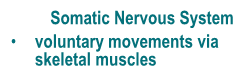 Somatic Nervous System
• voluntary movements via
skeletal muscles